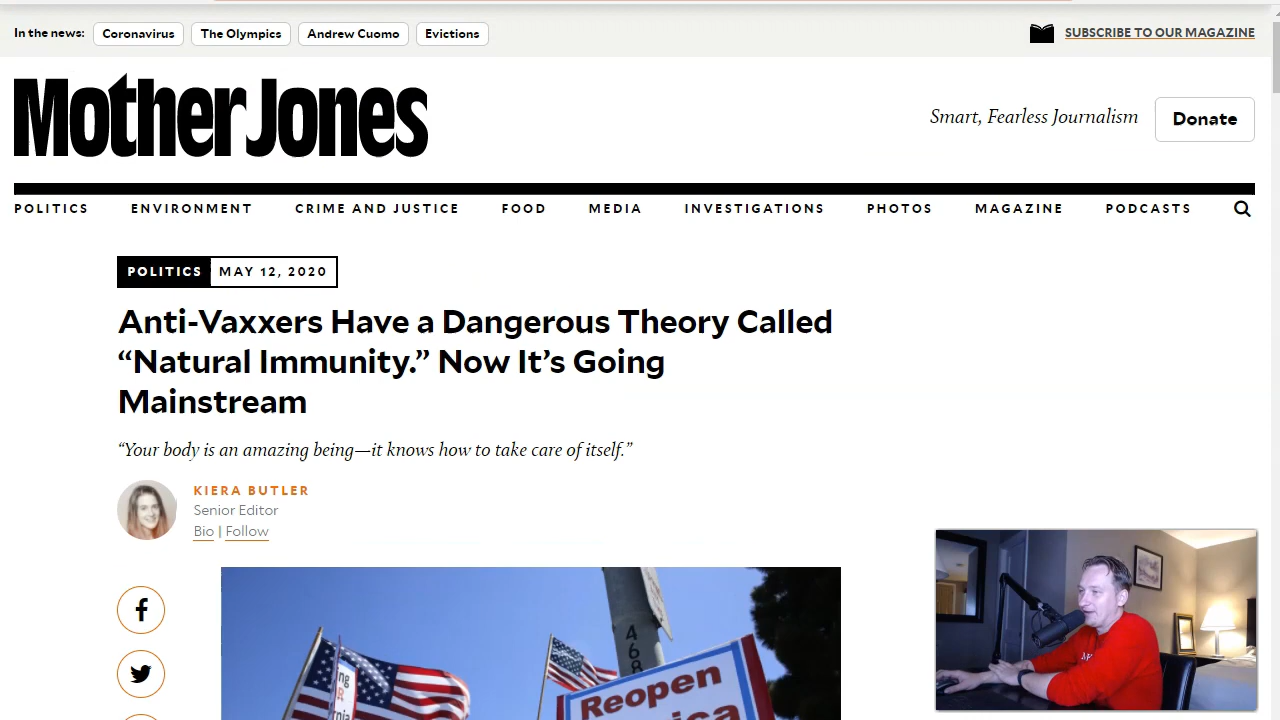 In the news: Coronavirus The Olympics Andrew Cuomo Evictions
SUBSCRIBE TO OUR MAGAZINE
Mother Jones
Smart, Fearless Journalism
Donate
POLITICS ENVIRONMENT CRIME AND JUSTICE FOOD MEDIA INVESTIGATIONS PHOTOS MAGAZINE PODCASTS
POLITICS MAY 12, 2020
Anti-Vaxxers Have a Dangerous Theory Called
“Natural Immunity.” Now It’s Going
Mainstream
“Your body is an amazing being—it knows how to take care of itself.”
KIERA BUTLER
Senior Editor
Bio | Follow
468
Reopen